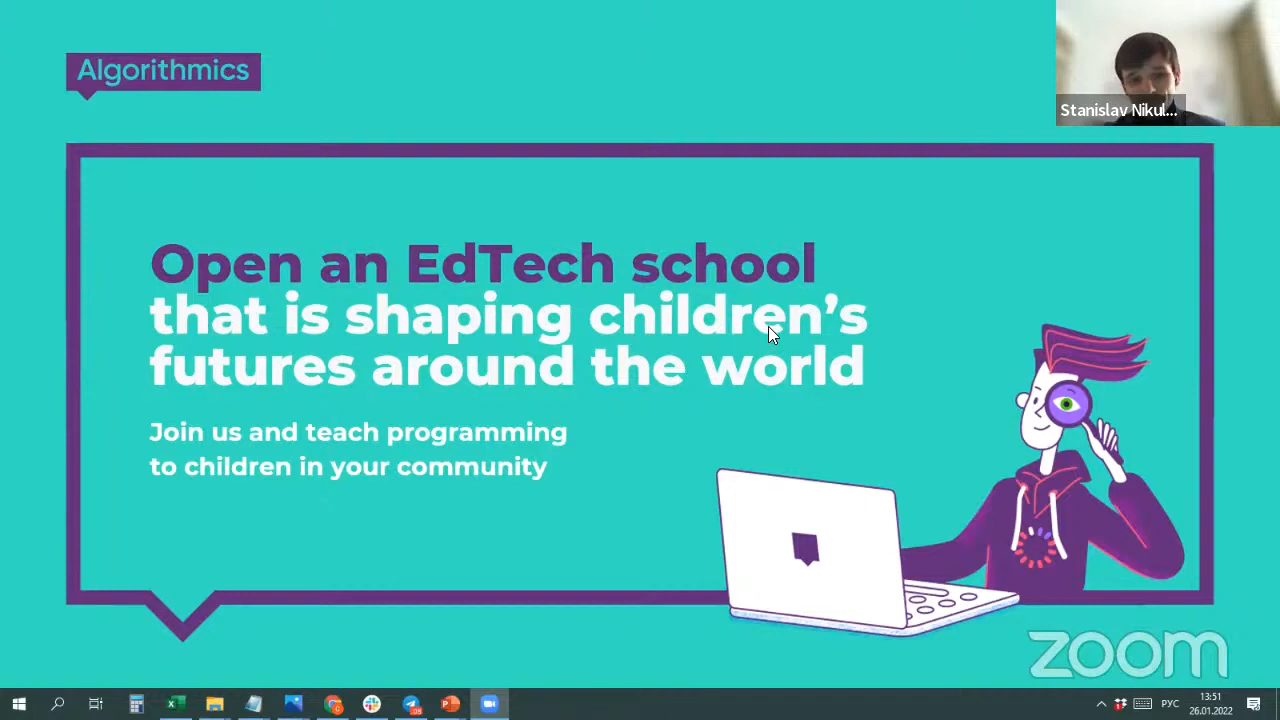 Algorithmics
Stanislav Nikul...
Open an EdTech school
that is shaping children's
futures around the world
Join us and teach programming
to children in your community
zoom
РУС
13:51
26.01.2022